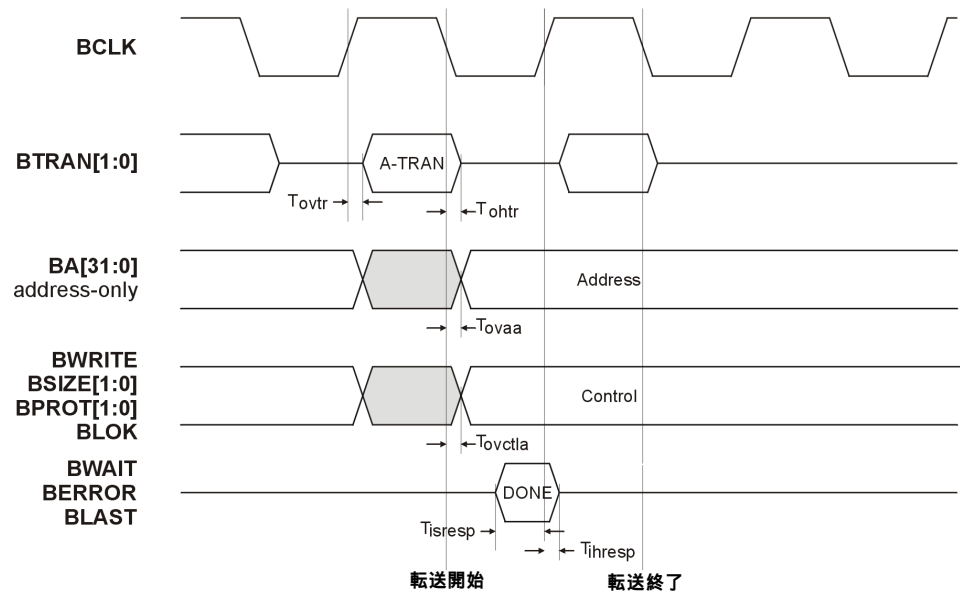 BCLK
BTRAN[1:0]
A-TRAN
Tovtr
Tohtr
BA[31:0]
address-only
Address
Tovaa
BWRITE
BSIZE[1:0]
BPROT[1:0]
BLOK
Control
Tovctla
BWAIT
BERROR
BLAST
DONE
Tisresp
Tihresp
転送開始
転送終了